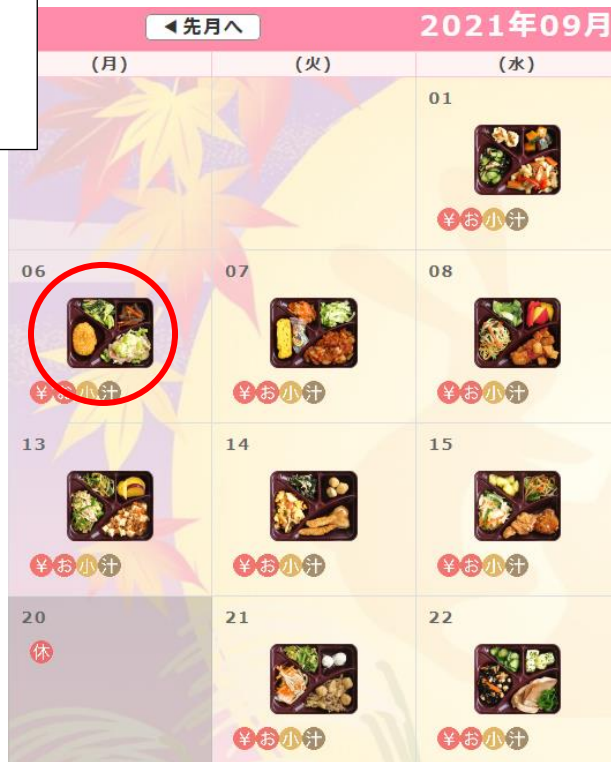 ◀先月へ 2021年09月
(月) (火) (水)
01
¥ お 小 汁
06 07 08
¥ お 小 汁 ¥ お 小 汁 ¥ お 小 汁
13 14 15
¥ お 小 汁 ¥ お 小 汁 ¥ お 小 汁
20 21 22
休
¥ お 小 汁 ¥ お 小 汁